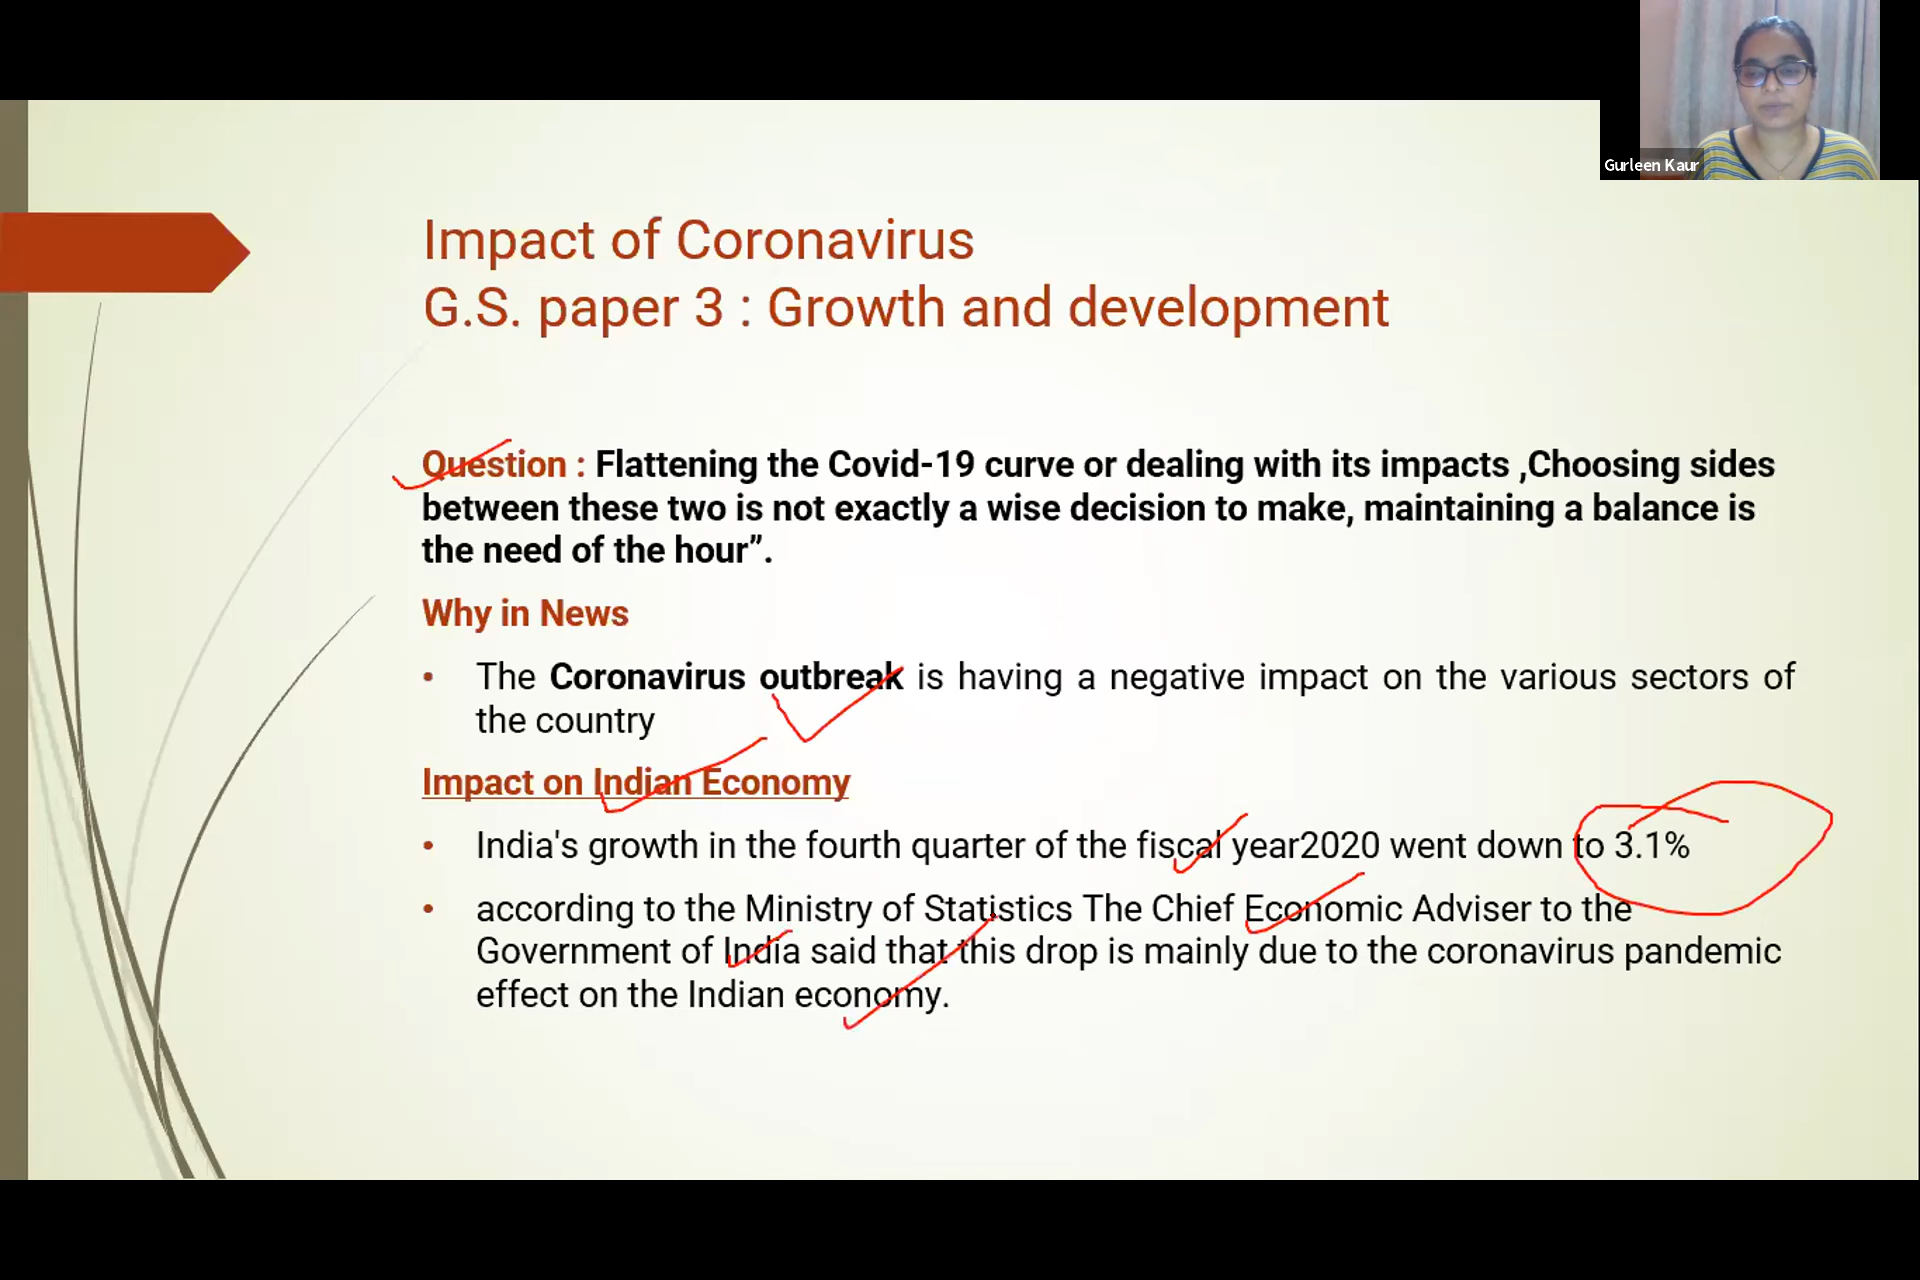 Gurleen Kaur
Impact of Coronavirus
G.S. paper 3 : Growth and development
Question : Flattening the Covid-19 curve or dealing with its impacts ,Choosing sides
between these two is not exactly a wise decision to make, maintaining a balance is
the need of the hour”.
Why in News
• The Coronavirus outbreak is having a negative impact on the various sectors of
the country
Impact on Indian Economy
• India's growth in the fourth quarter of the fiscal year2020 went down to 3.1%
• according to the Ministry of Statistics The Chief Economic Adviser to the
Government of India said that this drop is mainly due to the coronavirus pandemic
effect on the Indian economy.